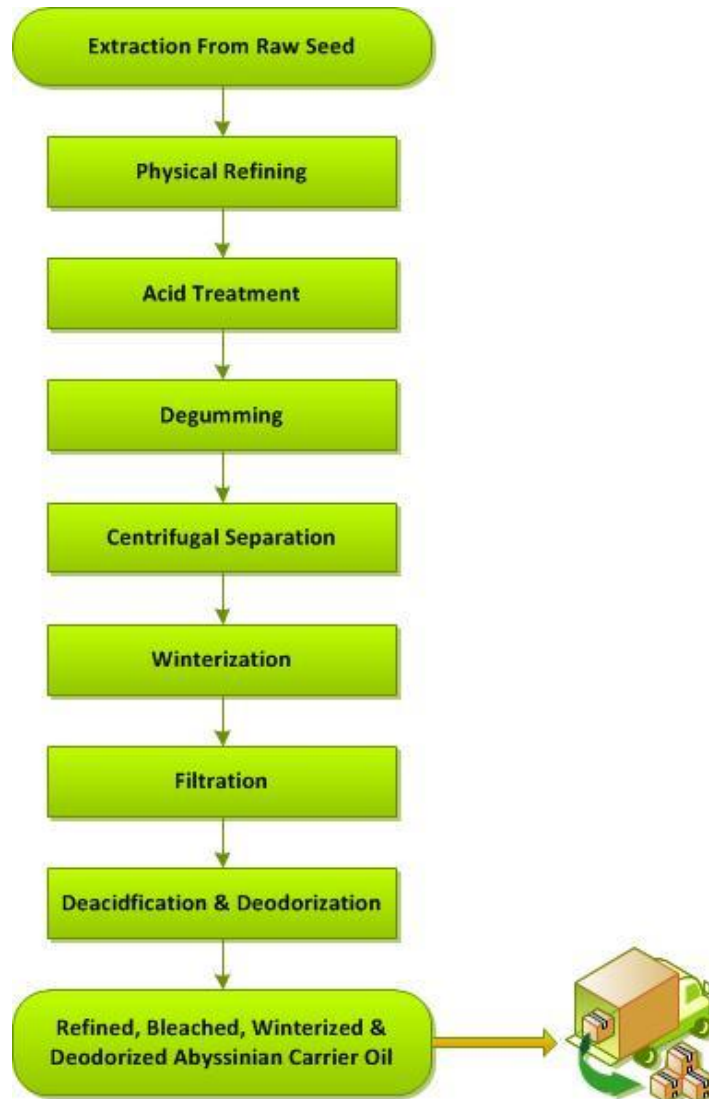 Extraction From Raw Seed
Physical Refining
Acid Treatment
Degumming
Centrifugal Separation
Winterization
Filtration
Deacidfication & Deodorization
Refined, Bleached, Winterized &
Deodorized Abyssinian Carrier Oil